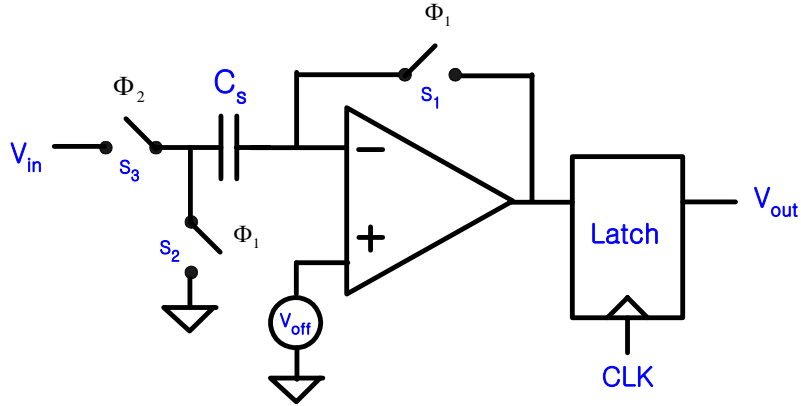 Φ1
Φ2
Cs
S1
Vin
S3
−
S2
Φ1
+
Voff
Latch
Vout
CLK